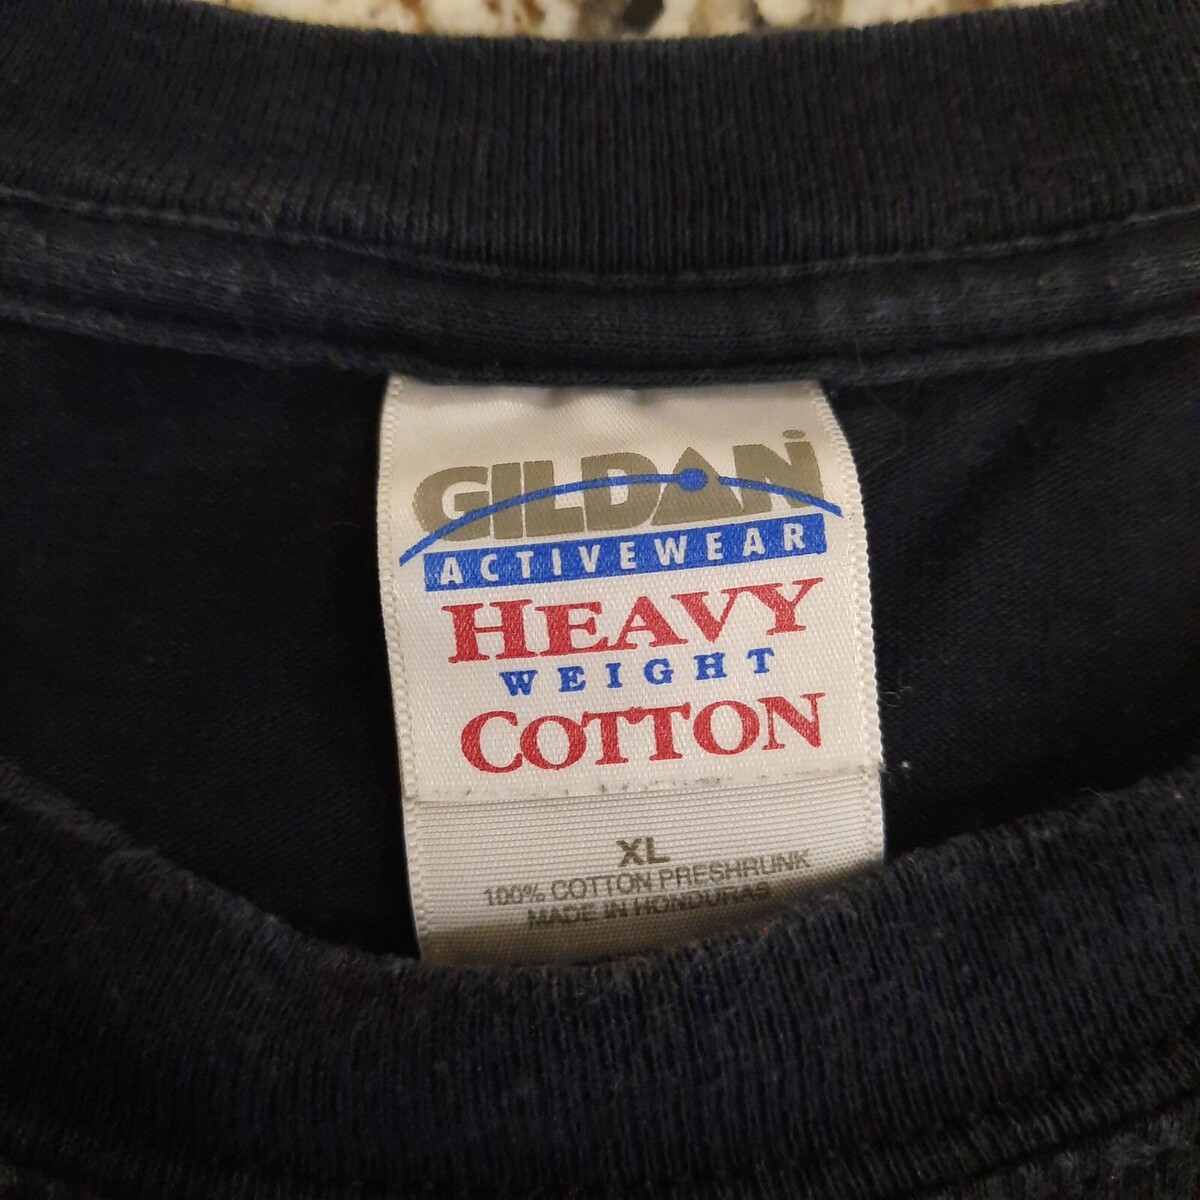 GILDAN
ACTIVEWEAR
HEAVY
WEIGHT
COTTON
XL
100% COTTON PRESHRUNK
MADE IN HONDURAS